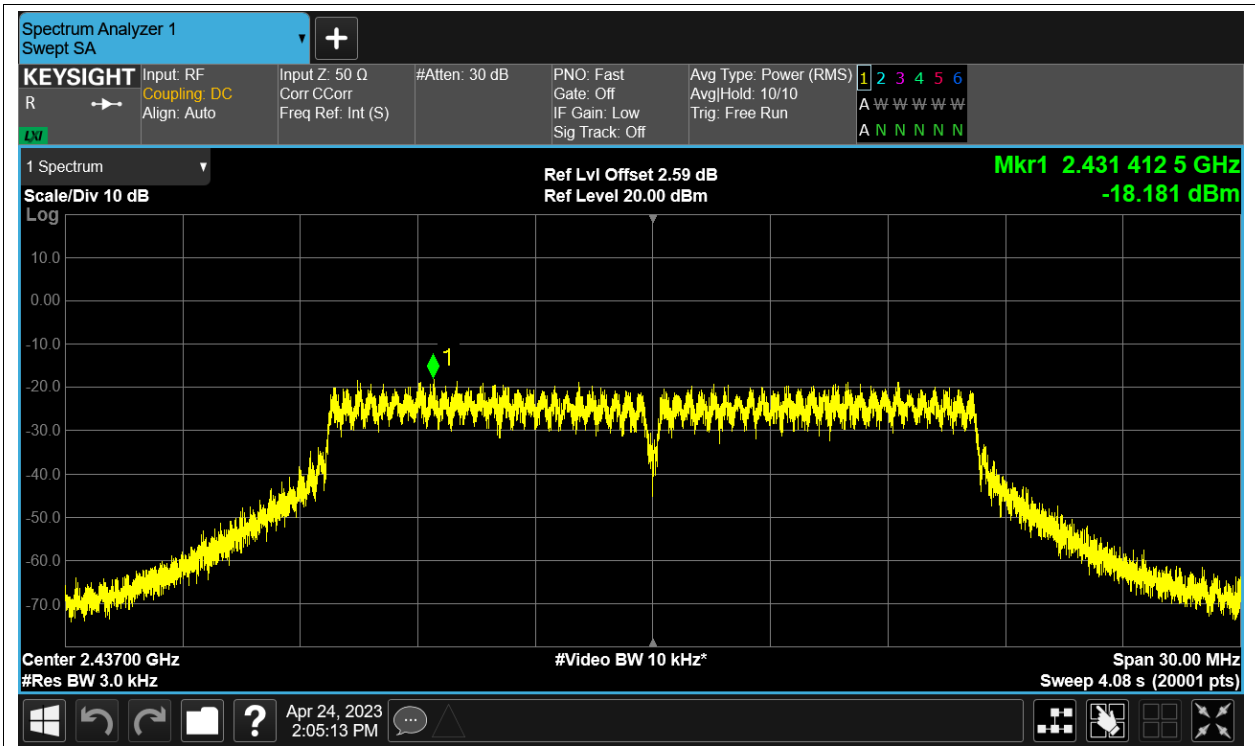 Spectrum Analyzer 1
Swept SA
KEYSIGHT
R
LXI
Input: RF
Coupling: DC
Align: Auto
Input Z: 50 Ω
Corr CCorr
Freq Ref: Int (S)
#Atten: 30 dB
PNO: Fast
Gate: Off
IF Gain: Low
Sig Track: Off
Avg Type: Power (RMS)
Avg|Hold: 10/10
Trig: Free Run
1 2 3 4 5 6
A W W W W W
A N N N N N
1 Spectrum
Scale/Div 10 dB
Log
Ref Lvl Offset 2.59 dB
Ref Level 20.00 dBm
Mkr1 2.431 412 5 GHz
-18.181 dBm
10.0
0.00
-10.0
1
-20.0
-30.0
-40.0
-50.0
-60.0
-70.0
Center 2.43700 GHz
#Video BW 10 kHz*
Span 30.00 MHz
#Res BW 3.0 kHz
Sweep 4.08 s (20001 pts)
?
Apr 24, 2023
2:05:13 PM